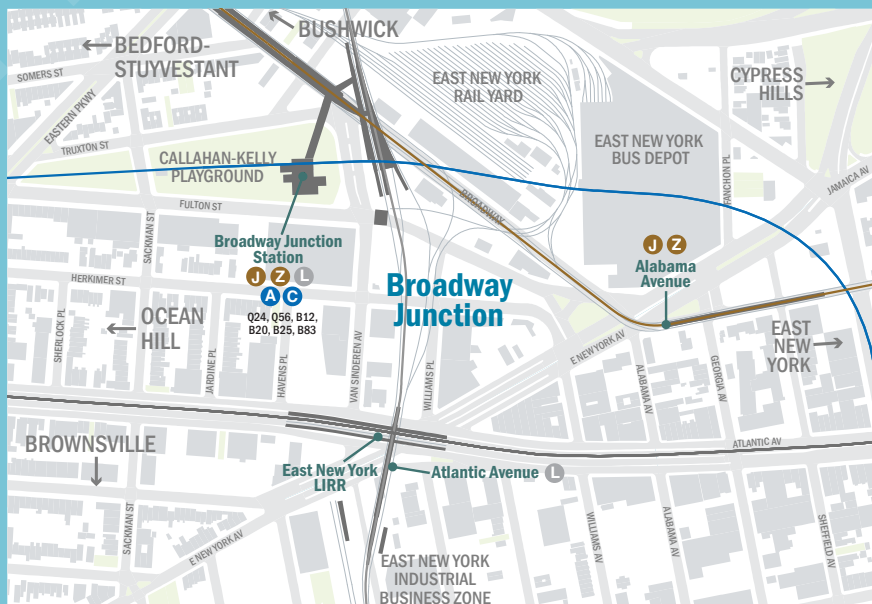 BUSHWICK
BEDFORD-
STUYVESANT
SOMERS ST
EASTERN PKWY
TRUXTON ST
EAST NEW YORK
RAIL YARD
CYPRESS
HILLS
EAST NEW YORK
BUS DEPOT
CALLAHAN-KELLY
PLAYGROUND
FANCHON PL
JAMAICA AV
BROADWAY
FULTON ST
SACKMAN ST
Broadway Junction
Station
J Z L
A C
Q24, Q56, B12,
B20, B25, B83
J Z
Alabama
Avenue
Broadway
Junction
HERKIMER ST
OCEAN
HILL
SHERLOCK PL
JARDINE PL
HAVENS PL
VAN SINDEREN AV
WILLIAMS PL
E NEW YORK AV
ALABAMA AV
GEORGIA AV
EAST
NEW
YORK
BROWNSVILLE
ATLANTIC AV
East New York
LIRR
Atlantic Avenue L
SACKMAN ST
E NEW YORK AV
EAST NEW YORK
INDUSTRIAL
BUSINESS ZONE
WILLIAMS AV
ALABAMA AV
SHEFFIELD AV